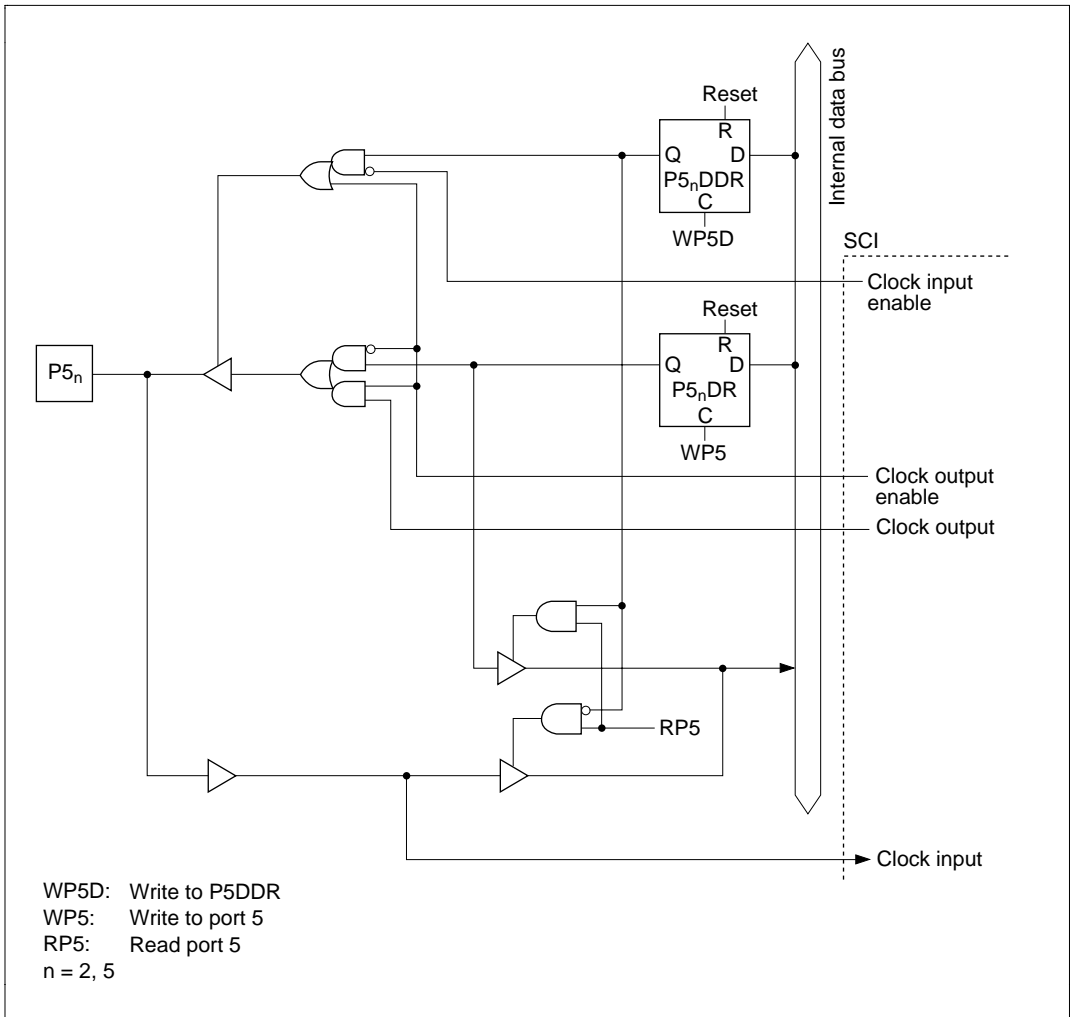 Reset
R
Q D
P5nDDR
C
WP5D
Internal data bus
SCI
Clock input
enable
Reset
R
Q D
P5nDR
C
WP5
P5n
Clock output
enable
Clock output
RP5
Clock input
WP5D: Write to P5DDR
WP5: Write to port 5
RP5: Read port 5
n = 2, 5